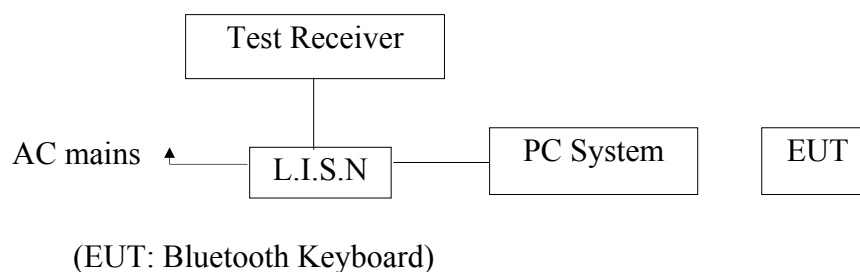 Test Receiver
AC mains
L.I.S.N
PC System
EUT
(EUT: Bluetooth Keyboard)